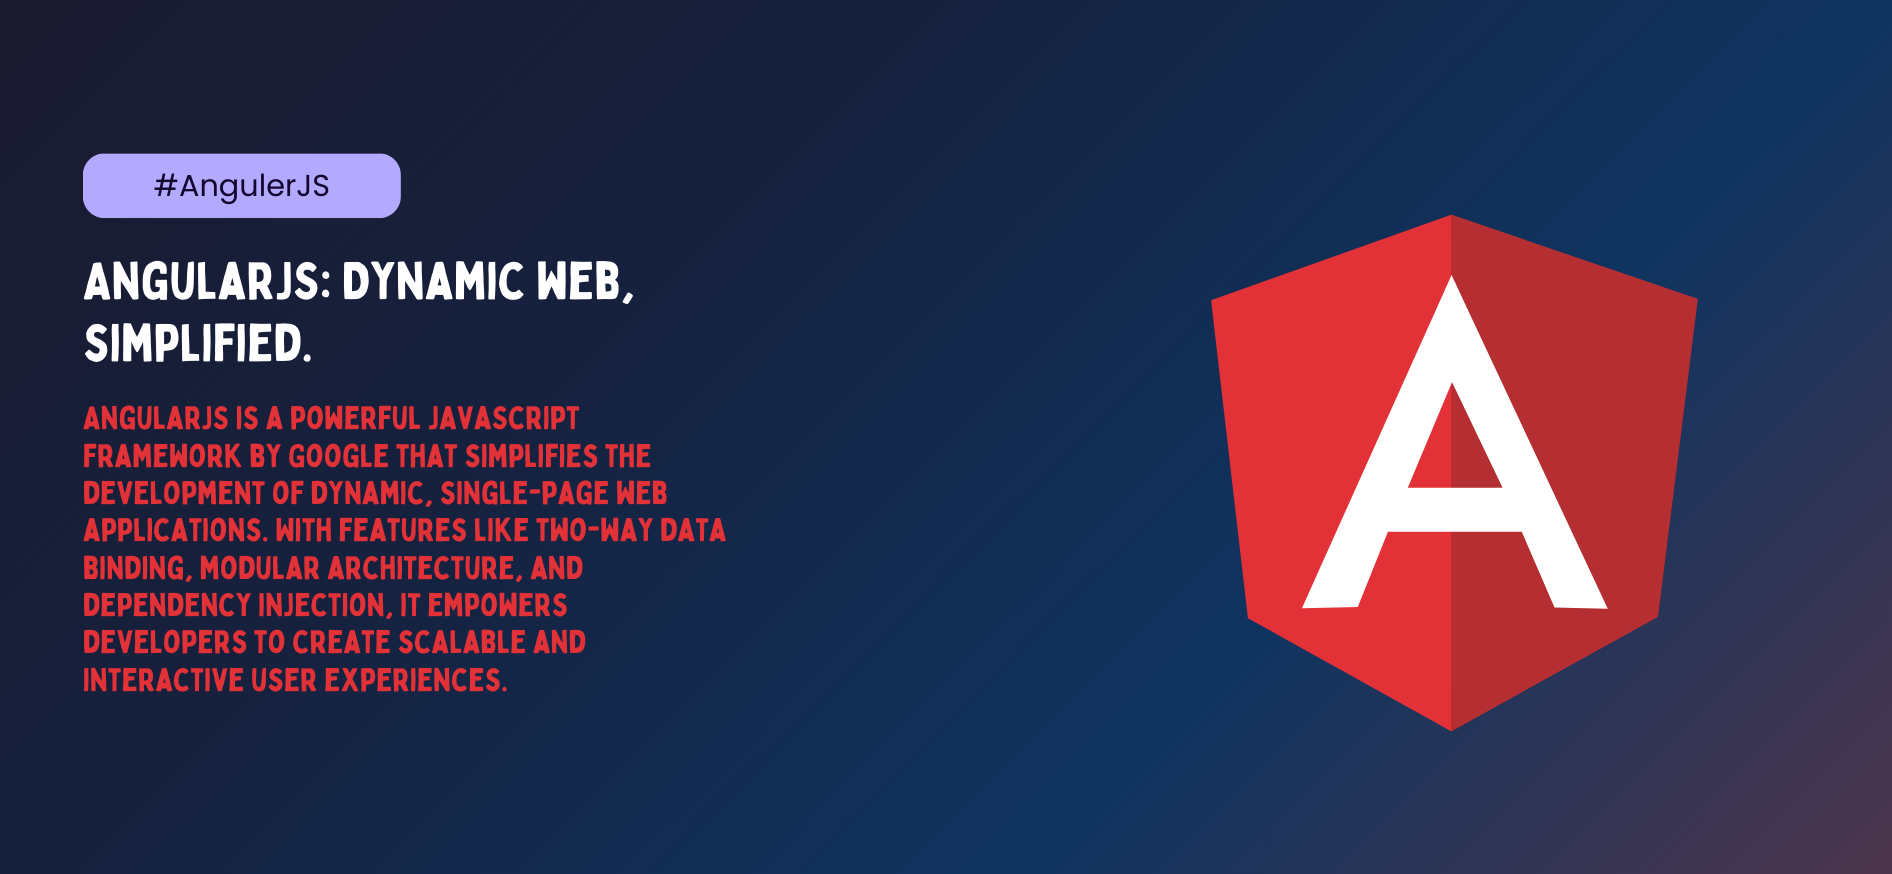 #AngulerJS
ANGULARJS: DYNAMIC WEB,
SIMPLIFIED.
ANGULARJS IS A POWERFUL JAVASCRIPT
FRAMEWORK BY GOOGLE THAT SIMPLIFIES THE
DEVELOPMENT OF DYNAMIC, SINGLE-PAGE WEB
APPLICATIONS. WITH FEATURES LIKE TWO-WAY DATA
BINDING, MODULAR ARCHITECTURE, AND
DEPENDENCY INJECTION, IT EMPOWERS
DEVELOPERS TO CREATE SCALABLE AND
INTERACTIVE USER EXPERIENCES.
A